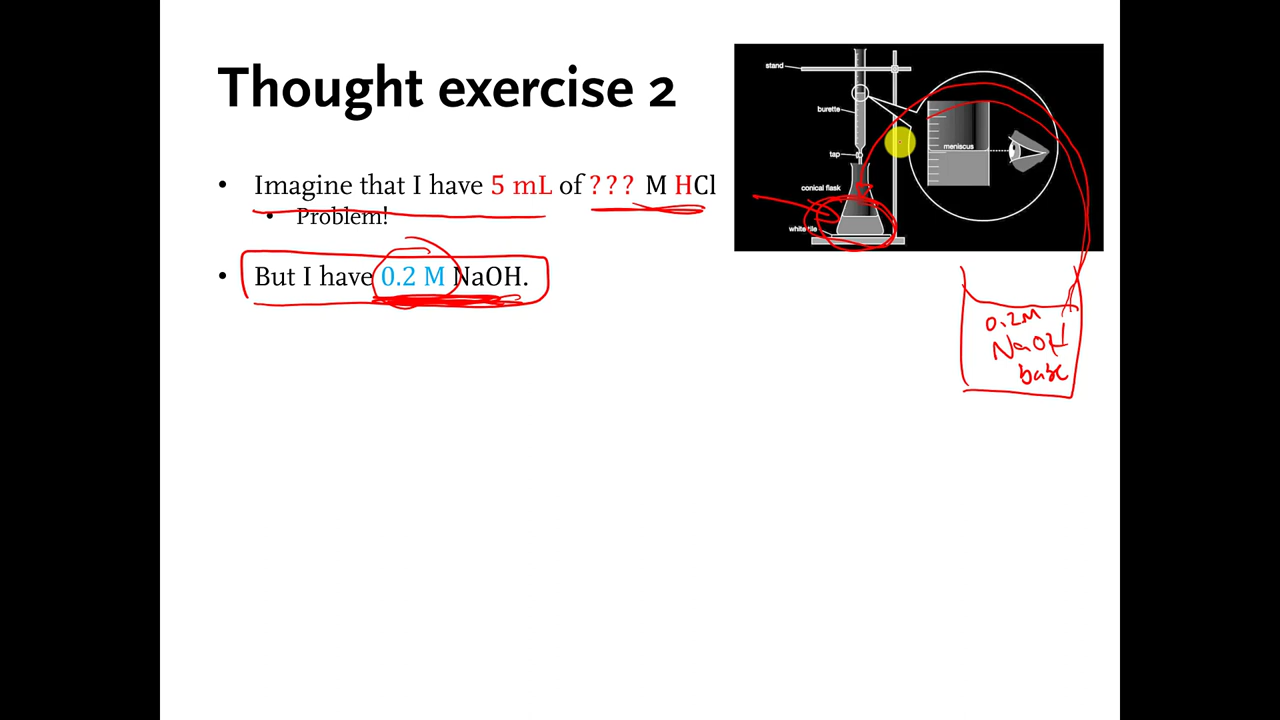 Thought exercise 2
• Imagine that I have 5 mL of ??? M HCl
• Problem!
• But I have 0.2 M NaOH.
stand
burette
tap
conical flask
white tile
meniscus
0.2M
NaOH
base